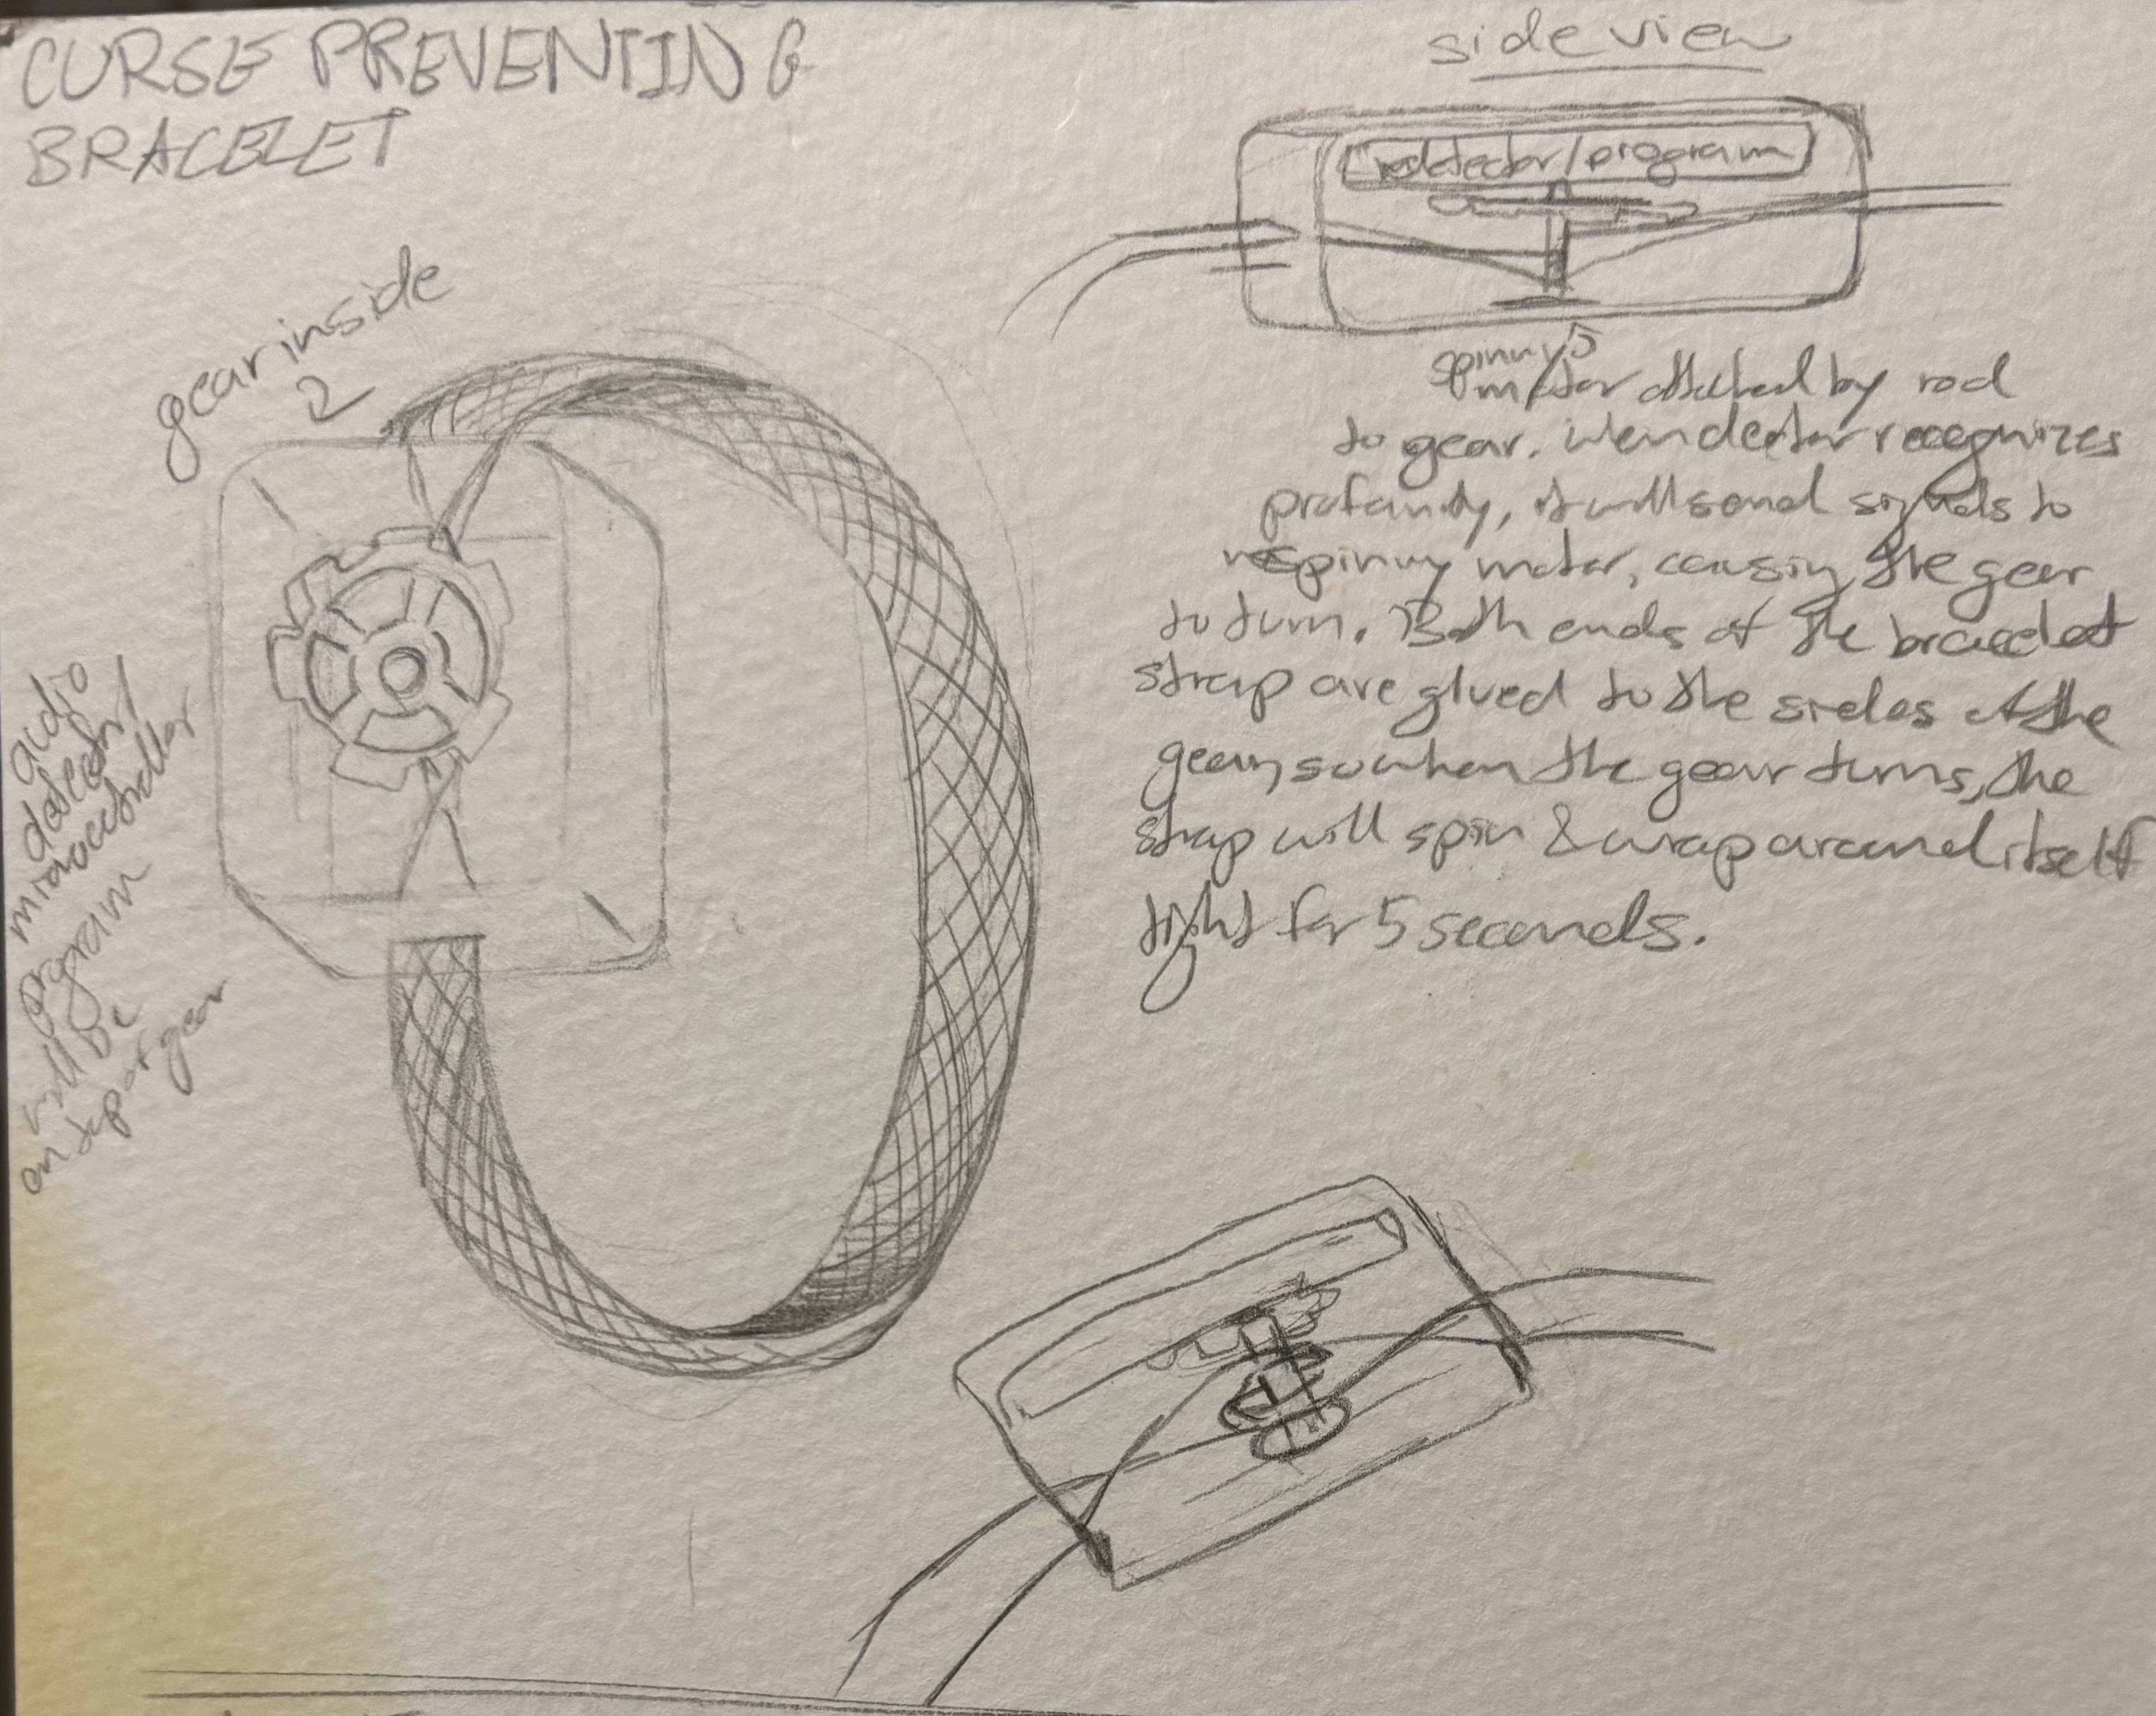 CURSE PREVENTING
BRACELET
side view
detector/program
gear inside
audio
detector/
microcontroller
program
will be
on top of gear
spinny
motor attached by rod
to gear. When detector recognizes
profanity, it will send signals to
spinny motor, causing the gear
to turn. Both ends of the bracelet
strap are glued to the sides of the
gear, so when the gear turns, the
strap will spin & wrap around itself
tight for 5 seconds.